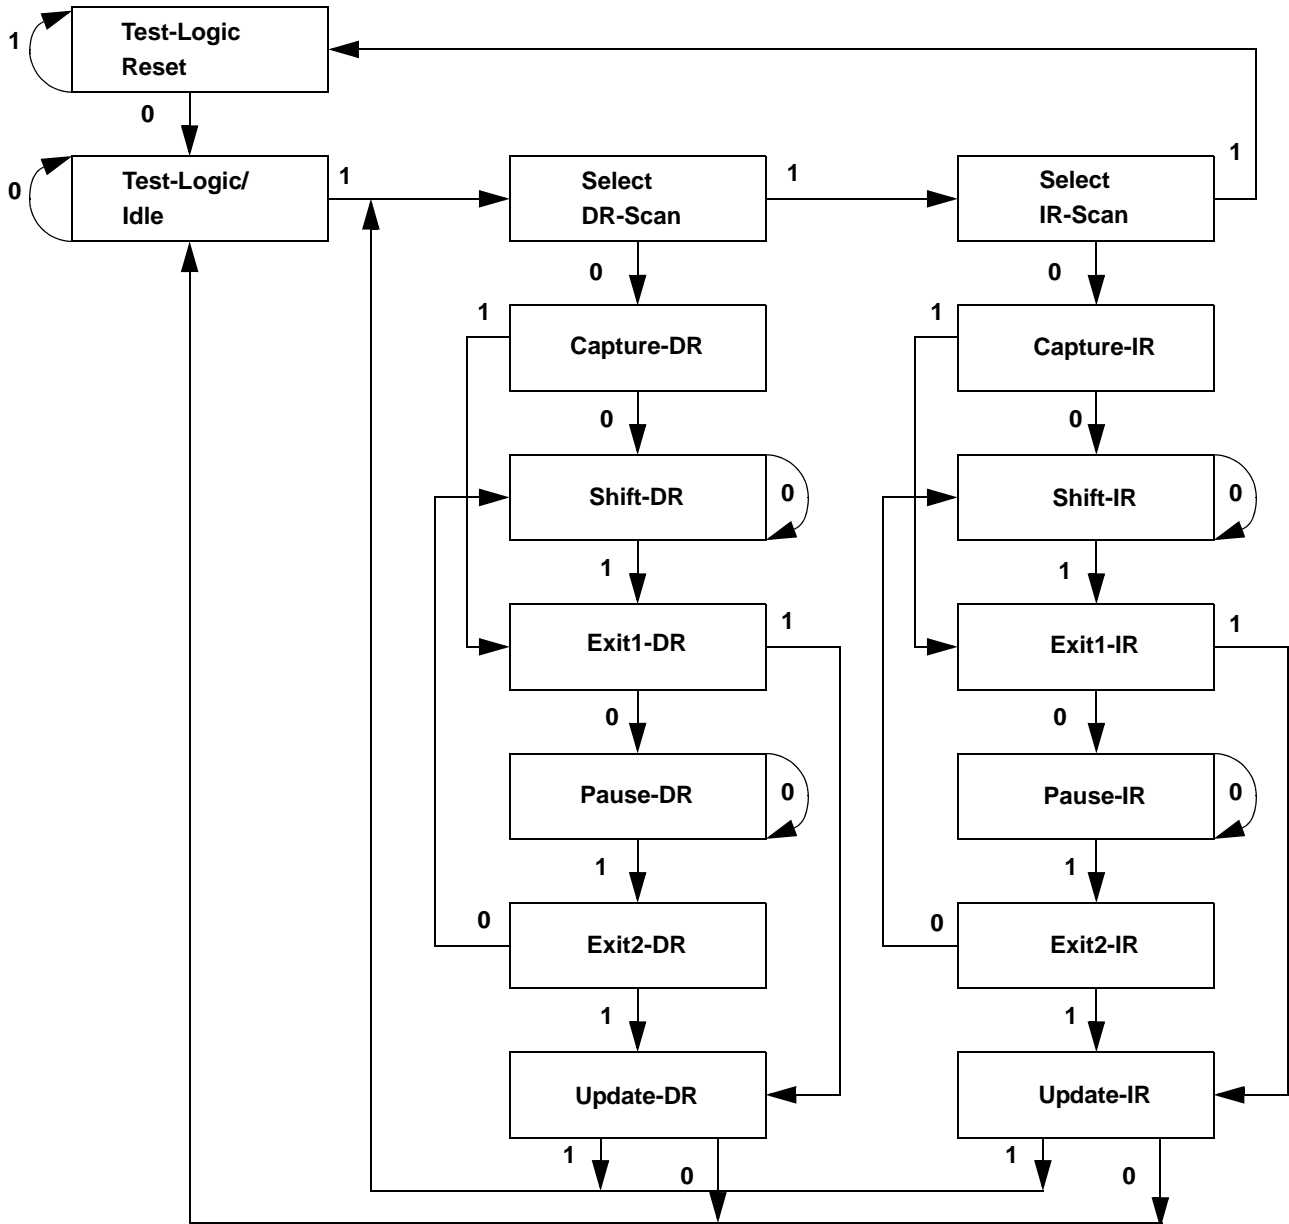 1
Test-Logic
Reset
0
0
Test-Logic/
Idle
1
Select
DR-Scan
1
Select
IR-Scan
1
0
0
1
Capture-DR
1
Capture-IR
0
0
Shift-DR
0
Shift-IR
0
1
1
Exit1-DR
1
Exit1-IR
1
0
0
Pause-DR
0
Pause-IR
0
1
1
0
Exit2-DR
0
Exit2-IR
1
1
Update-DR
Update-IR
1
0
1
0